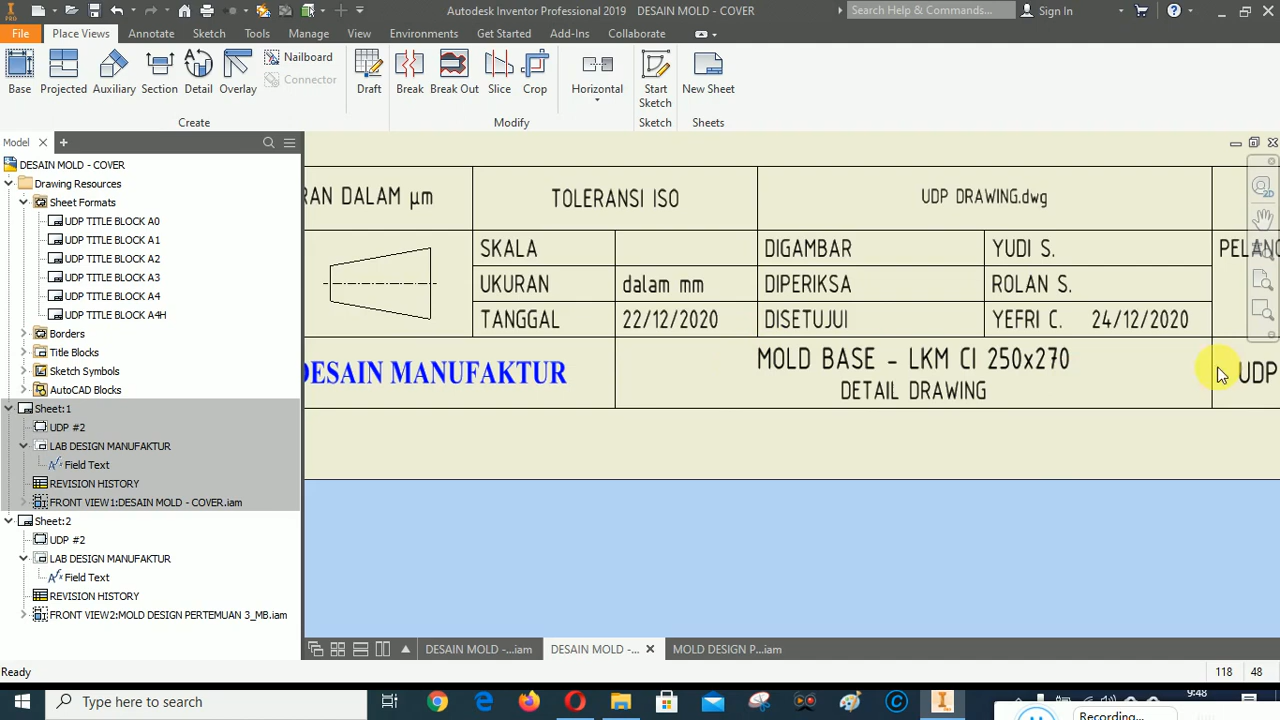 Autodesk Inventor Professional 2019 DESAIN MOLD - COVER
Search Help & Commands...
Sign In
PRO
File
Place Views
Annotate
Sketch
Tools
Manage
View
Environments
Get Started
Add-Ins
Collaborate
Base
Projected
Auxiliary
Section
Detail
Overlay
Nailboard
Connector
Draft
Break
Break Out
Slice
Crop
Horizontal
Start Sketch
New Sheet
Create
Modify
Sketch
Sheets
Model
DESAIN MOLD - COVER
Drawing Resources
Sheet Formats
UDP TITLE BLOCK A0
UDP TITLE BLOCK A1
UDP TITLE BLOCK A2
UDP TITLE BLOCK A3
UDP TITLE BLOCK A4
UDP TITLE BLOCK A4H
Borders
Title Blocks
Sketch Symbols
AutoCAD Blocks
Sheet:1
UDP #2
LAB DESIGN MANUFAKTUR
Field Text
REVISION HISTORY
FRONT VIEW1:DESAIN MOLD - COVER.iam
Sheet:2
UDP #2
LAB DESIGN MANUFAKTUR
Field Text
REVISION HISTORY
FRONT VIEW2:MOLD DESIGN PERTEMUAN 3_MB.iam
RAN DALAM µm
TOLERANSI ISO
UDP DRAWING.dwg
SKALA
DIGAMBAR
YUDI S.
PELANG
UKURAN
dalam mm
DIPERIKSA
ROLAN S.
TANGGAL
22/12/2020
DISETUJUI
YEFRI C. 24/12/2020
DESAIN MANUFAKTUR
MOLD BASE - LKM CI 250x270
DETAIL DRAWING
UDP
2D
DESAIN MOLD -...iam
DESAIN MOLD -...
MOLD DESIGN P...iam
Ready
118
48
Type here to search
9:48
Recording...